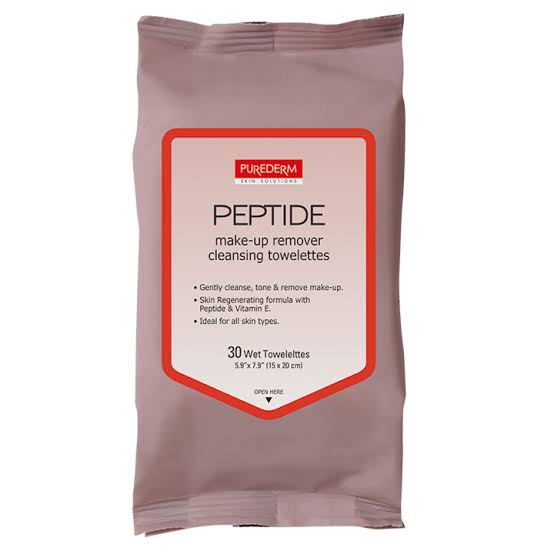 PUREDERM
SKIN SOLUTIONS
PEPTIDE
make-up remover
cleansing towelettes
• Gently cleanse, tone & remove make-up.
• Skin Regenerating formula with
Peptide & Vitamin E.
• Ideal for all skin types.
30 Wet Towelelttes
5.9"x 7.9" (15 x 20 cm)
OPEN HERE